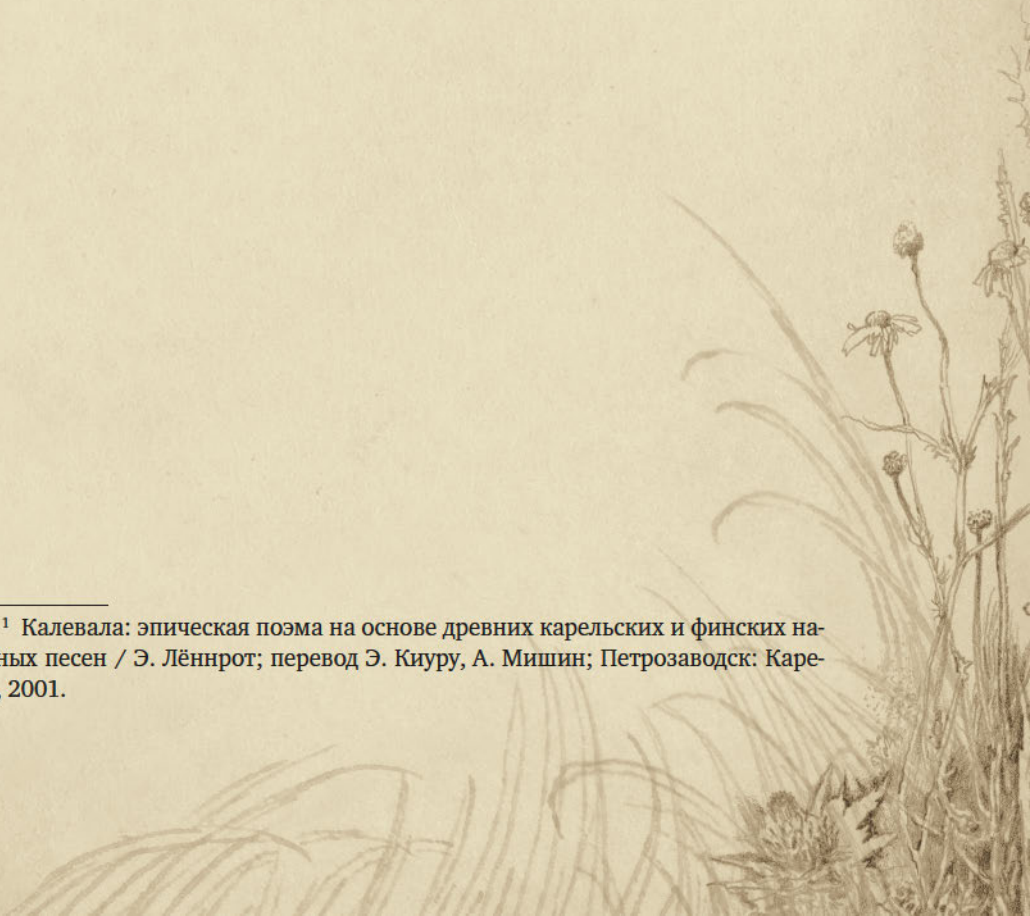 ¹ Калевала: эпическая поэма на основе древних карельских и финских на-
ных песен / Э. Лённрот; перевод Э. Киуру, А. Мишин; Петрозаводск: Каре-
, 2001.